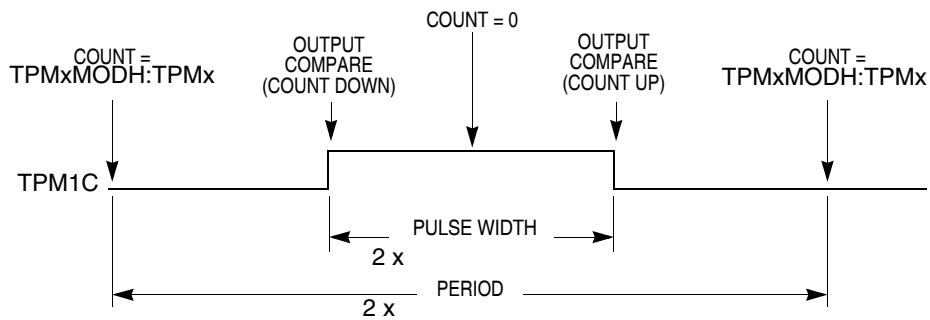 COUNT = 0
COUNT =
TPMxMODH:TPMx
OUTPUT
COMPARE
(COUNT DOWN)
OUTPUT
COMPARE
(COUNT UP)
COUNT =
TPMxMODH:TPMx
TPM1C
PULSE WIDTH
2 x
PERIOD
2 x